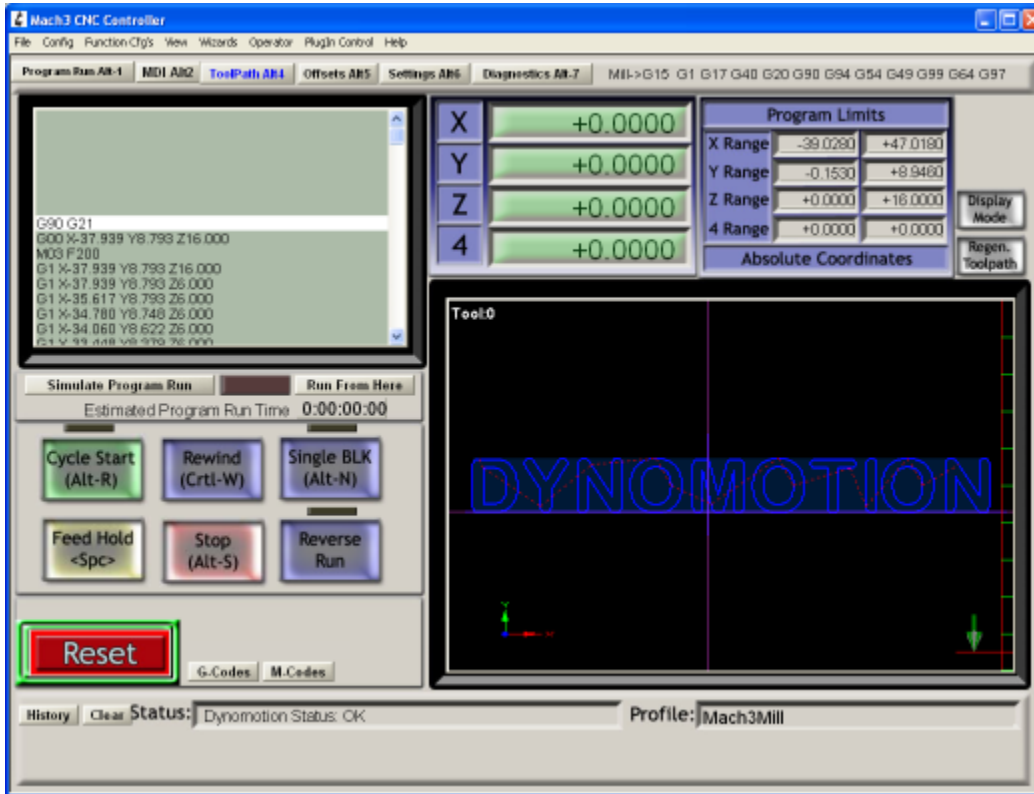 Mach3 CNC Controller
File Config Function Cfg's View Wizards Operator PlugIn Control Help
Program Run Alt-1 MDI Alt2 ToolPath Alt4 Offsets Alt5 Settings Alt6 Diagnostics Alt-7 Mill->G15 G1 G17 G40 G20 G90 G94 G54 G49 G99 G64 G97
G90 G21
G00 X-37.939 Y8.793 Z16.000
M03 F200
G1 X-37.939 Y8.793 Z16.000
G1 X-37.939 Y8.793 Z6.000
G1 X-35.617 Y8.793 Z6.000
G1 X-34.780 Y8.748 Z6.000
G1 X-34.060 Y8.622 Z6.000
G1 X-33.448 Y8.379 Z6.000
X +0.0000
Y +0.0000
Z +0.0000
4 +0.0000
Program Limits
X Range -39.0280 +47.0180
Y Range -0.1530 +8.9460
Z Range +0.0000 +16.0000
4 Range +0.0000 +0.0000
Absolute Coordinates
Display
Mode
Regen.
Toolpath
Simulate Program Run Run From Here
Estimated Program Run Time 0:00:00:00
Cycle Start
(Alt-R)
Rewind
(Crtl-W)
Single BLK
(Alt-N)
Feed Hold
<Spc>
Stop
(Alt-S)
Reverse
Run
Reset
G-Codes M-Codes
Tool:0
DYNOMOTION
Y
X
History Clear Status: Dynomotion Status: OK Profile: Mach3Mill